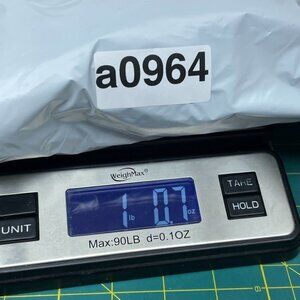 a0964
WeighMax
1 lb 0.7 oz
TARE
HOLD
UNIT
Max:90LB d=0.1OZ